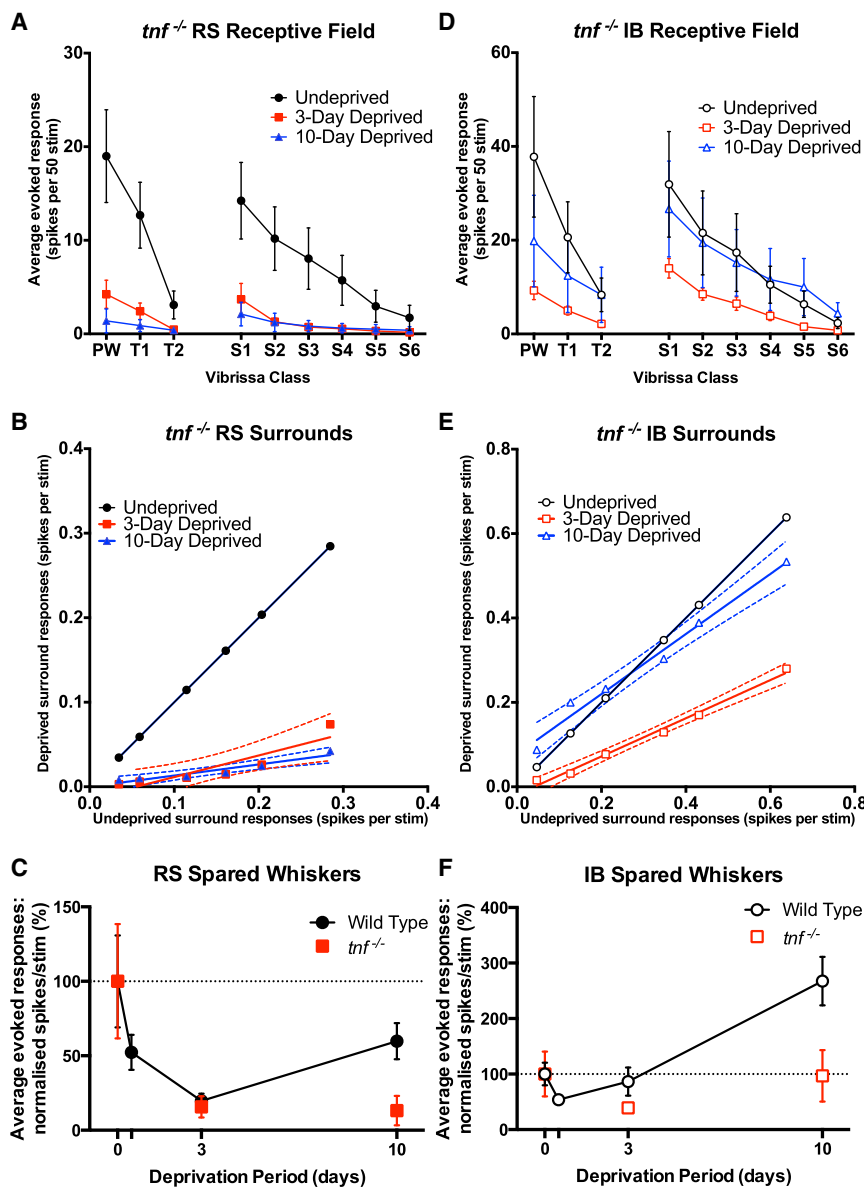 A
tnf -/- RS Receptive Field
Average evoked response
(spikes per 50 stim)
30
20
10
0
Undeprived
3-Day Deprived
10-Day Deprived
PW T1 T2 S1 S2 S3 S4 S5 S6
Vibrissa Class
D
tnf -/- IB Receptive Field
Average evoked response
(spikes per 50 stim)
60
40
20
0
Undeprived
3-Day Deprived
10-Day Deprived
PW T1 T2 S1 S2 S3 S4 S5 S6
Vibrissa Class
B
tnf -/- RS Surrounds
Deprived surround responses (spikes per stim)
0.4
0.3
0.2
0.1
0.0
Undeprived
3-Day Deprived
10-Day Deprived
0.0 0.1 0.2 0.3 0.4
Undeprived surround responses (spikes per stim)
E
tnf -/- IB Surrounds
Deprived surround responses (spikes per stim)
0.8
0.6
0.4
0.2
0.0
Undeprived
3-Day Deprived
10-Day Deprived
0.0 0.2 0.4 0.6 0.8
Undeprived surround responses (spikes per stim)
C
RS Spared Whiskers
Average evoked responses:
normalised spikes/stim (%)
150
100
50
0
Wild Type
tnf -/-
0 3 10
Deprivation Period (days)
F
IB Spared Whiskers
Average evoked responses:
normalised spikes/stim (%)
400
300
200
100
0
Wild Type
tnf -/-
0 3 10
Deprivation Period (days)